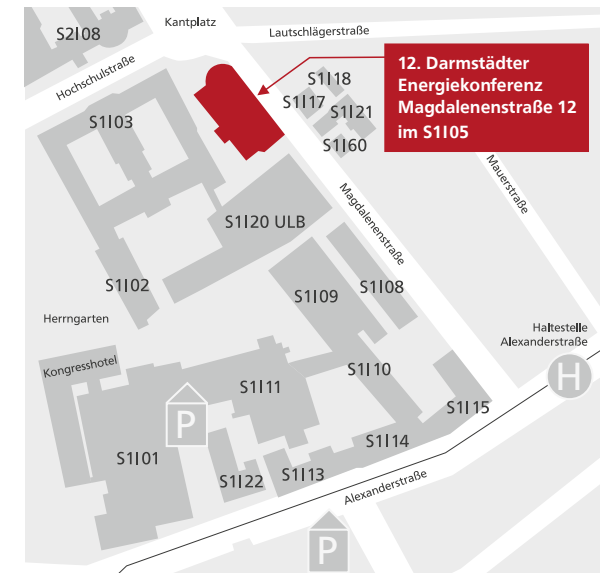 Kantplatz
S2|08
Lautschlägerstraße
Hochschulstraße
12. Darmstädter
Energiekonferenz
Magdalenenstraße 12
im S1|05
S1|18
S1|17
S1|21
S1|03
S1|60
Mauerstraße
Magdalenenstraße
S1|20 ULB
S1|02
S1|09
S1|08
Herrngarten
Haltestelle
Alexanderstraße
Kongresshotel
H
S1|10
S1|11
S1|15
P
S1|14
S1|01
S1|22
S1|13
Alexanderstraße
P